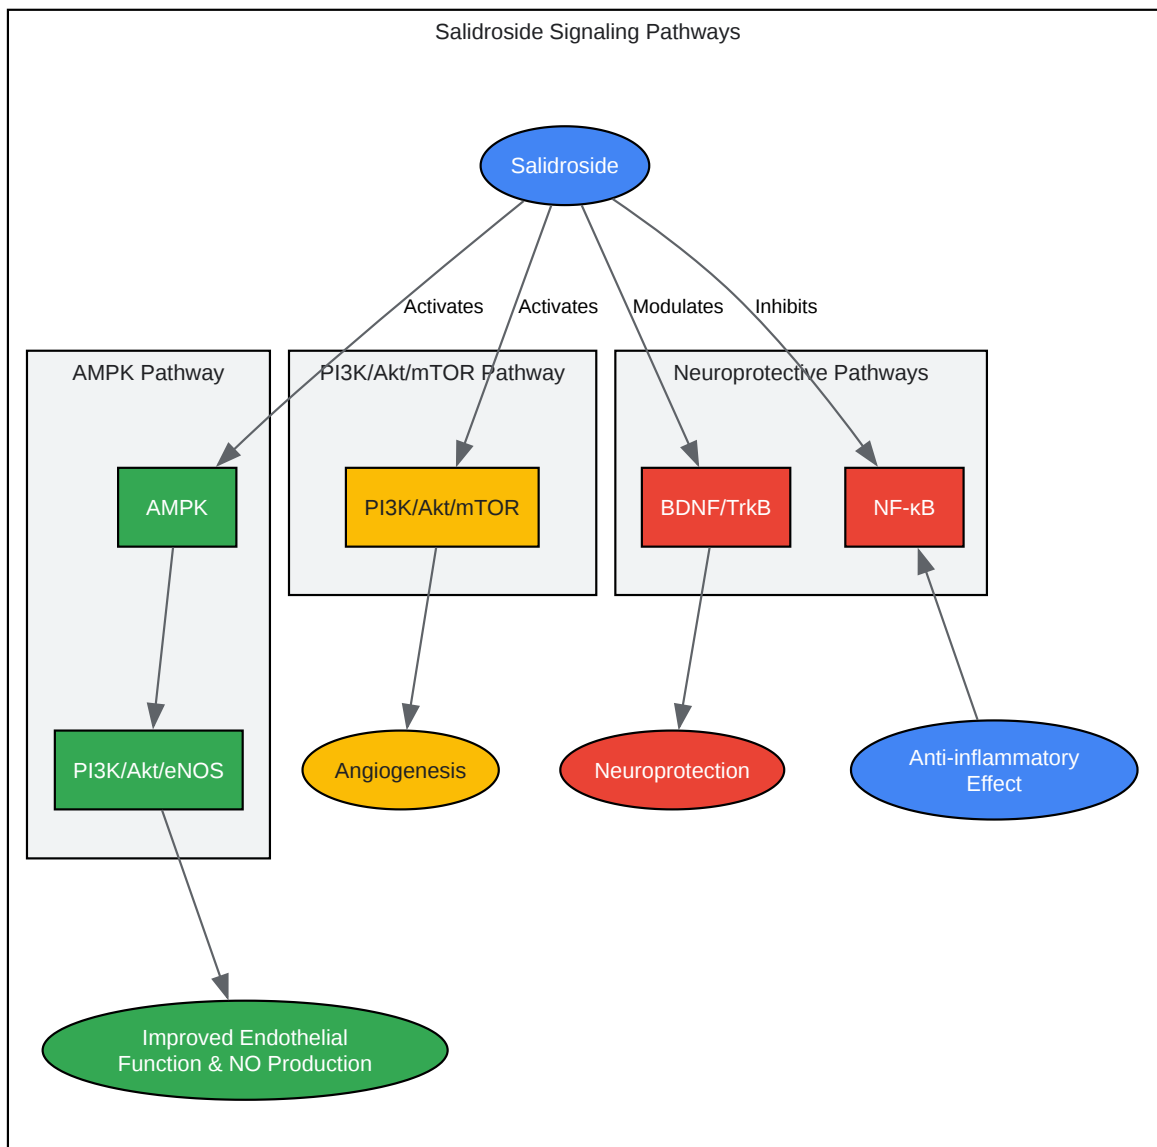 Salidroside Signaling Pathways
Salidroside
Activates
Activates
Modulates
Inhibits
AMPK Pathway
PI3K/Akt/mTOR Pathway
Neuroprotective Pathways
AMPK
PI3K/Akt/mTOR
BDNF/TrkB
NF-κB
PI3K/Akt/eNOS
Angiogenesis
Neuroprotection
Anti-inflammatory
Effect
Improved Endothelial
Function & NO Production